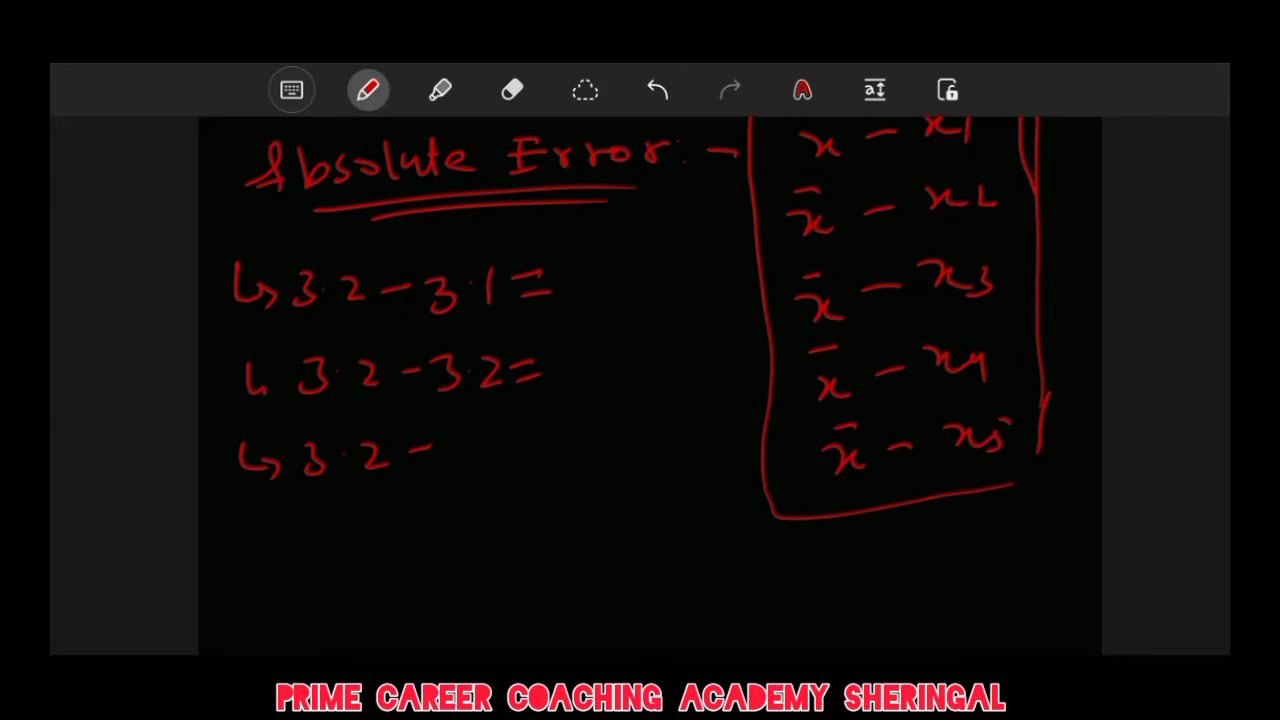 Absolute Error:-
↳ 3.2 - 3.1 =
↳ 3.2 - 3.2 =
↳ 3.2 -
x - x1
x̄ - x2
x̄ - x3
x̄ - x4
x̄ - x5
PRIME CAREER COACHING ACADEMY SHERINGAL